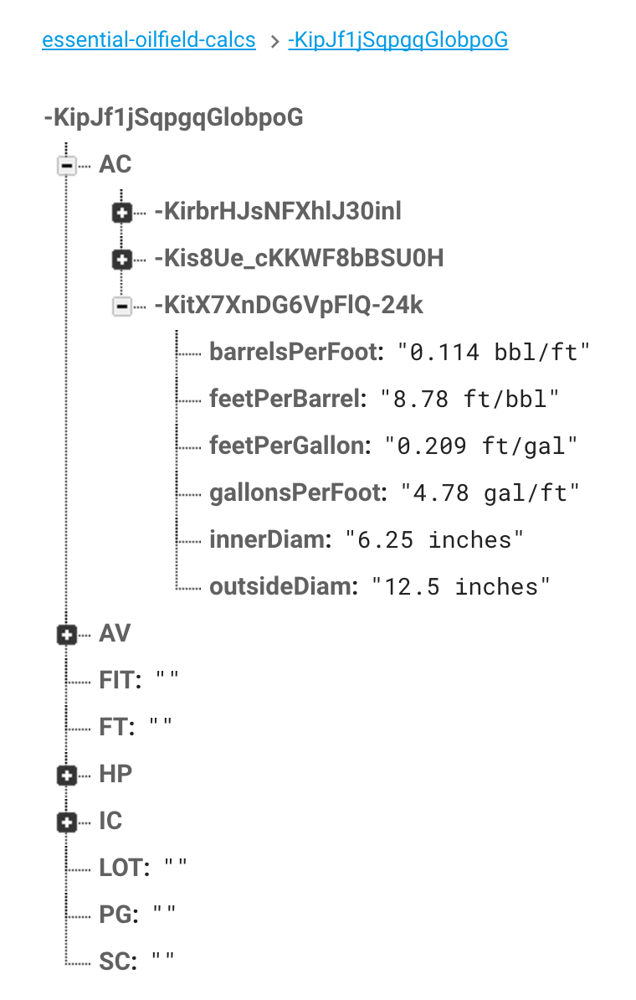 essential-oilfield-calcs > -KipJf1jSqpgqGlobpoG
-KipJf1jSqpgqGlobpoG
AC
-KirbrHJsNFXhlJ30inl
-Kis8Ue_cKKWF8bBSU0H
-KitX7XnDG6VpFlQ-24k
barrelsPerFoot: "0.114 bbl/ft"
feetPerBarrel: "8.78 ft/bbl"
feetPerGallon: "0.209 ft/gal"
gallonsPerFoot: "4.78 gal/ft"
innerDiam: "6.25 inches"
outsideDiam: "12.5 inches"
AV
FIT: ""
FT: ""
HP
IC
LOT: ""
PG: ""
SC: ""